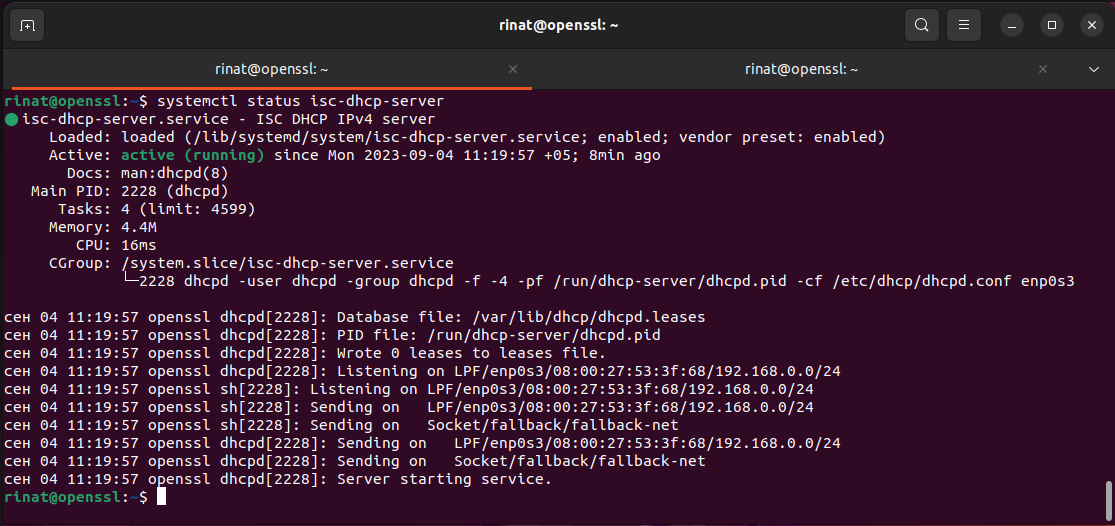 rinat@openssl: ~
rinat@openssl: ~
rinat@openssl: ~
rinat@openssl:~$ systemctl status isc-dhcp-server
● isc-dhcp-server.service - ISC DHCP IPv4 server
     Loaded: loaded (/lib/systemd/system/isc-dhcp-server.service; enabled; vendor preset: enabled)
     Active: active (running) since Mon 2023-09-04 11:19:57 +05; 8min ago
       Docs: man:dhcpd(8)
   Main PID: 2228 (dhcpd)
      Tasks: 4 (limit: 4599)
     Memory: 4.4M
        CPU: 16ms
     CGroup: /system.slice/isc-dhcp-server.service
             └─2228 dhcpd -user dhcpd -group dhcpd -f -4 -pf /run/dhcp-server/dhcpd.pid -cf /etc/dhcp/dhcpd.conf enp0s3
сен 04 11:19:57 openssl dhcpd[2228]: Database file: /var/lib/dhcp/dhcpd.leases
сен 04 11:19:57 openssl dhcpd[2228]: PID file: /run/dhcp-server/dhcpd.pid
сен 04 11:19:57 openssl dhcpd[2228]: Wrote 0 leases to leases file.
сен 04 11:19:57 openssl dhcpd[2228]: Listening on LPF/enp0s3/08:00:27:53:3f:68/192.168.0.0/24
сен 04 11:19:57 openssl sh[2228]: Listening on LPF/enp0s3/08:00:27:53:3f:68/192.168.0.0/24
сен 04 11:19:57 openssl sh[2228]: Sending on   LPF/enp0s3/08:00:27:53:3f:68/192.168.0.0/24
сен 04 11:19:57 openssl sh[2228]: Sending on   Socket/fallback/fallback-net
сен 04 11:19:57 openssl dhcpd[2228]: Sending on   LPF/enp0s3/08:00:27:53:3f:68/192.168.0.0/24
сен 04 11:19:57 openssl dhcpd[2228]: Sending on   Socket/fallback/fallback-net
сен 04 11:19:57 openssl dhcpd[2228]: Server starting service.
rinat@openssl:~$